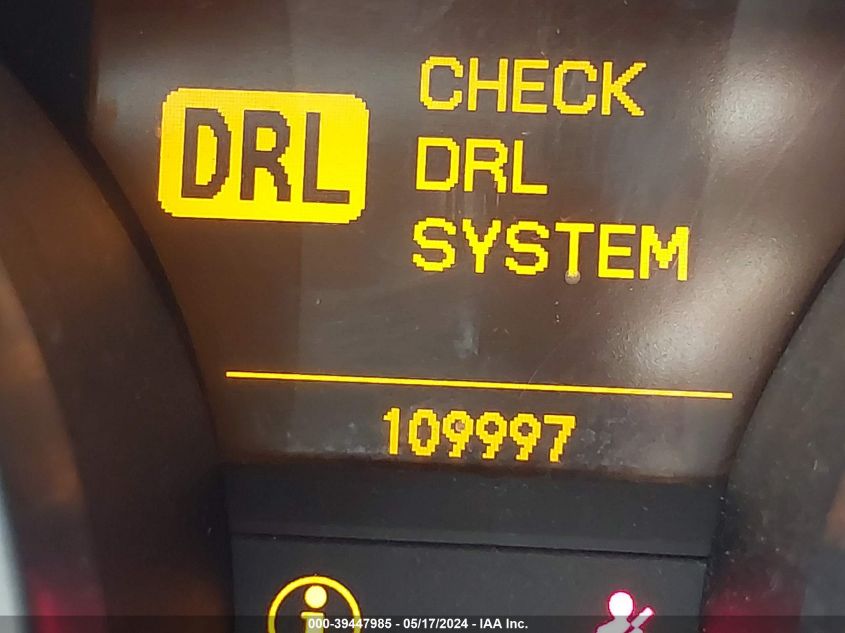 DRL
CHECK
DRL
SYSTEM
109997
i
000-39447985 - 05/17/2024 - IAA Inc.